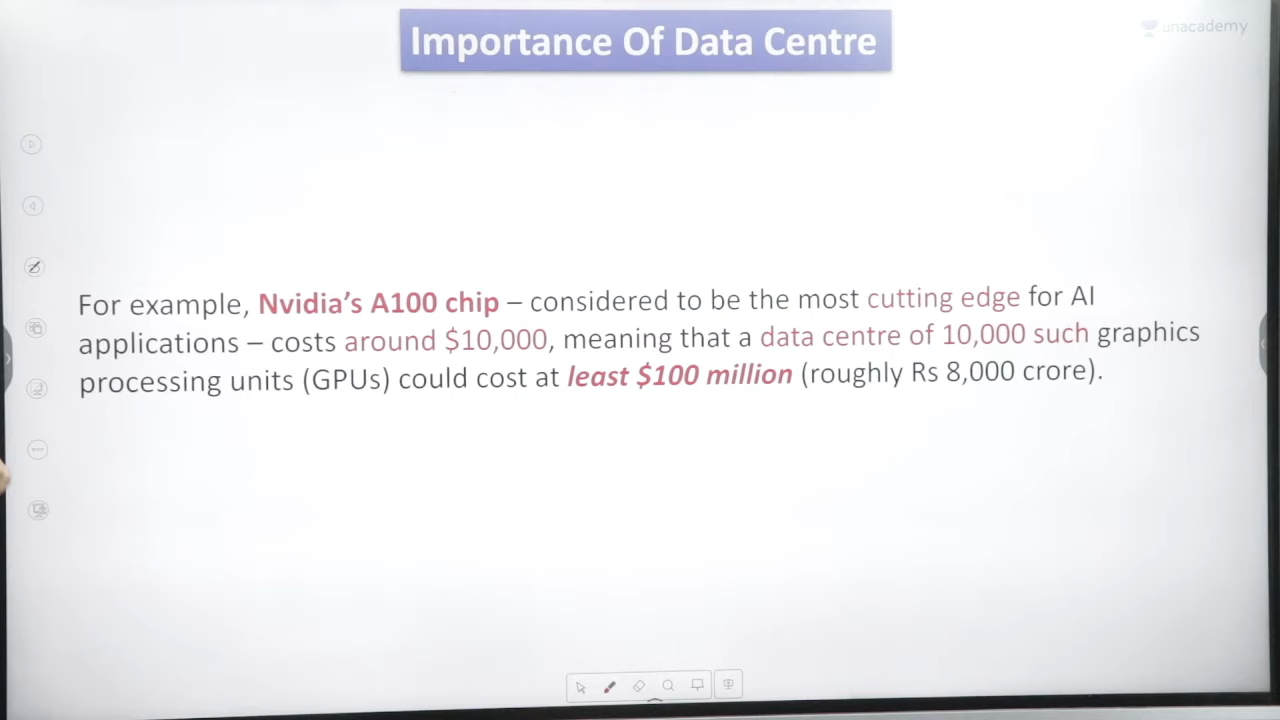 Importance Of Data Centre
unacademy
For example, Nvidia's A100 chip – considered to be the most cutting edge for AI
applications – costs around $10,000, meaning that a data centre of 10,000 such graphics
processing units (GPUs) could cost at least $100 million (roughly Rs 8,000 crore).